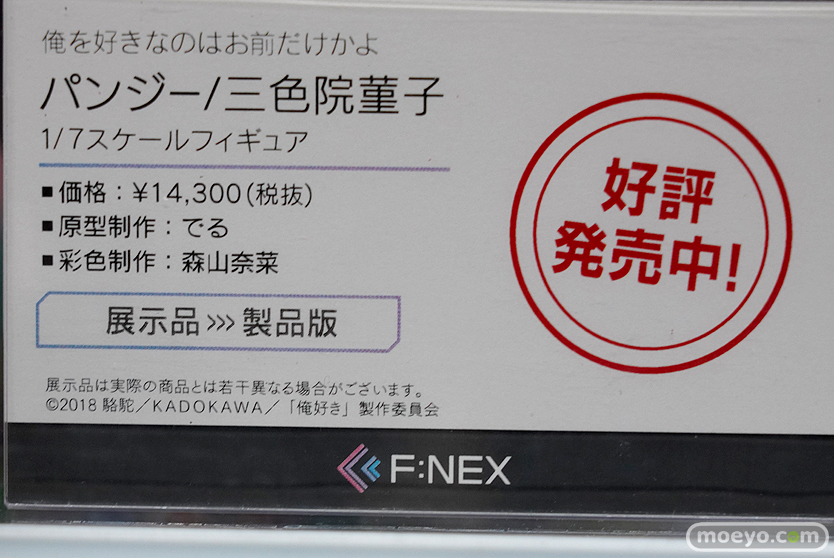 俺を好きなのはお前だけかよ
パンジー/三色院菫子
1/7スケールフィギュア
■価格：¥14,300(税抜)
■原型制作：でる
■彩色制作：森山奈菜
展示品>>>製品版
好評
発売中!
展示品は実際の商品とは若干異なる場合がございます。
©2018 駱駝／KADOKAWA／「俺好き」製作委員会
F:NEX
moeyo.com